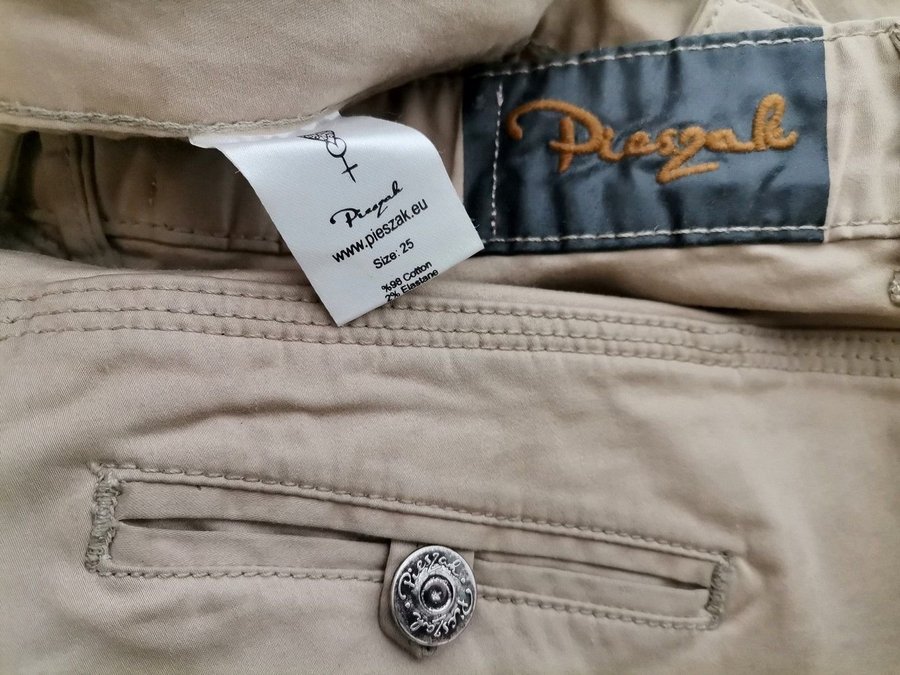 Pieszak
Pieszak
www.pieszak.eu
Size: 25
%98 Cotton
2% Elastane
Pieszak
Pieszak